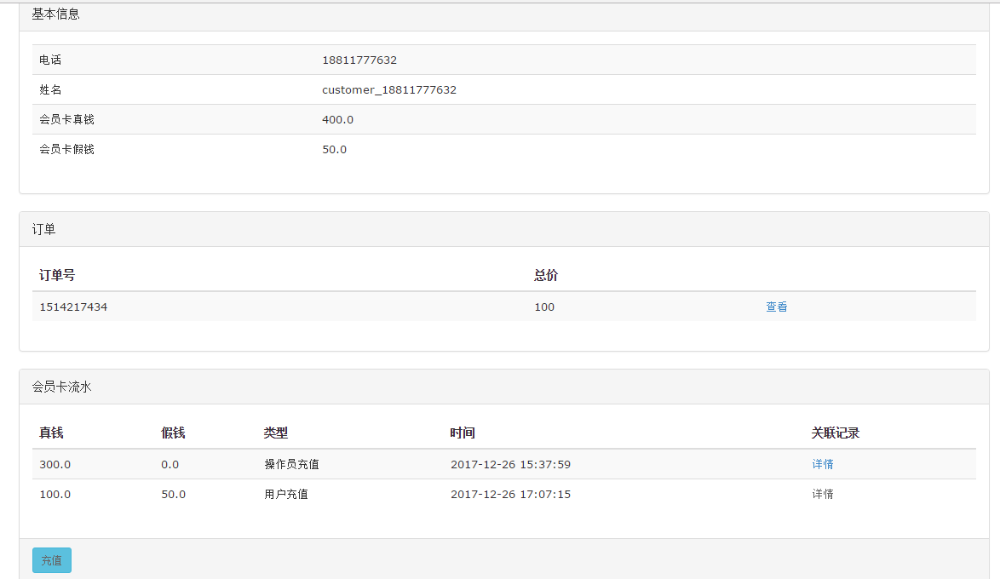 基本信息
电话 18811777632
姓名 customer_18811777632
会员卡真钱 400.0
会员卡假钱 50.0
订单
订单号 总价
1514217434 100 查看
会员卡流水
真钱 假钱 类型 时间 关联记录
300.0 0.0 操作员充值 2017-12-26 15:37:59 详情
100.0 50.0 用户充值 2017-12-26 17:07:15 详情
充值